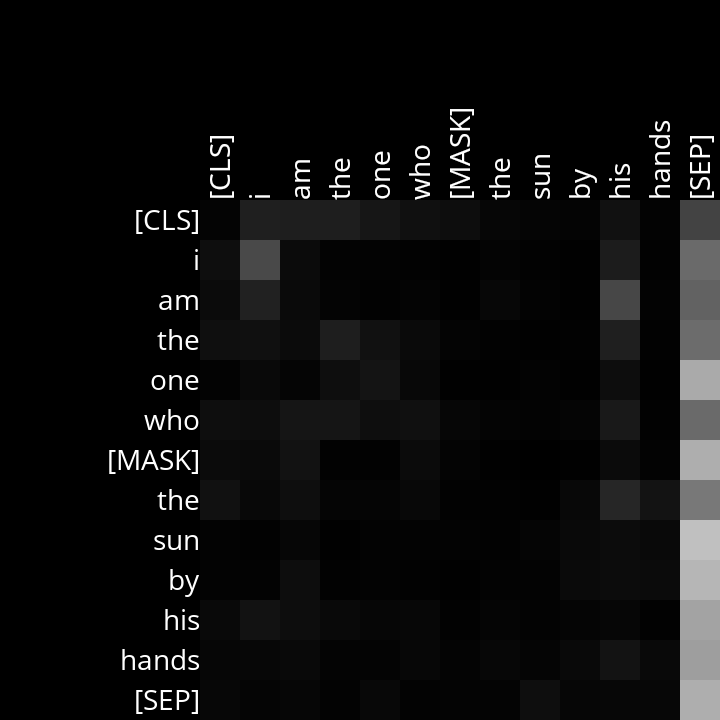 [CLS] i am the one who [MASK] the sun by his hands [SEP]
[CLS]
i
am
the
one
who
[MASK]
the
sun
by
his
hands
[SEP]